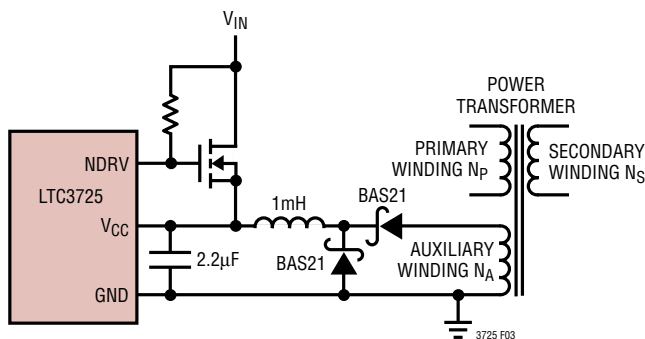 V_IN
POWER
TRANSFORMER
NDRV
PRIMARY
WINDING N_P
SECONDARY
WINDING N_S
LTC3725
1mH
BAS21
V_CC
2.2µF
BAS21
AUXILIARY
WINDING N_A
GND
3725 F03